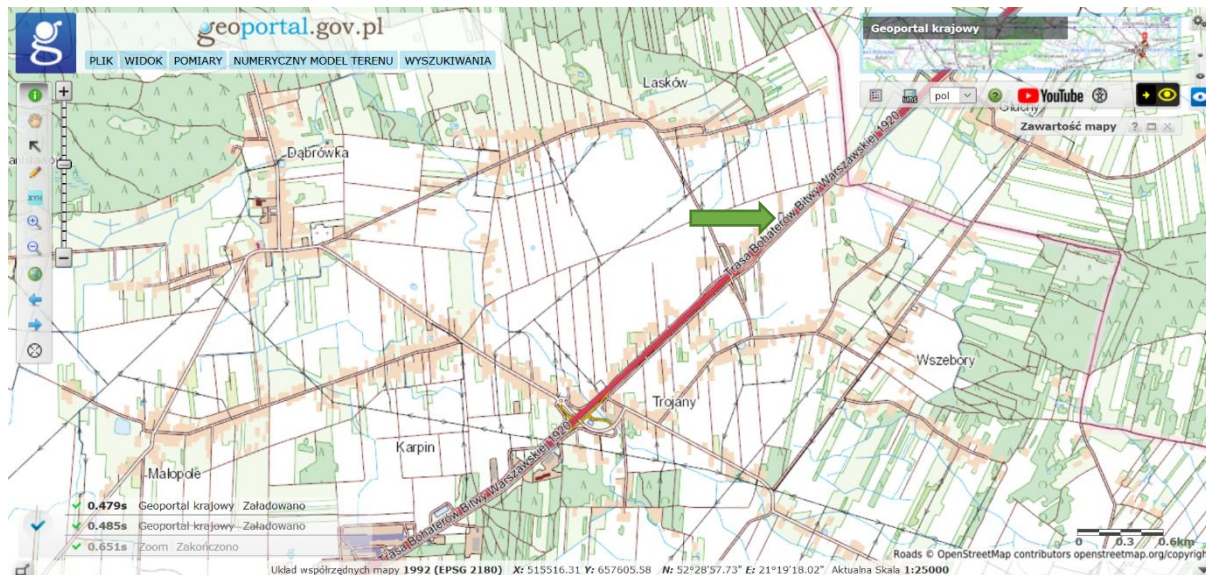 geoportal.gov.pl
PLIK WIDOK POMIARY NUMERYCZNY MODEL TERENU WYSZUKIWANIA
Geoportal krajowy
pol ? YouTube
Zawartość mapy ? 
XYH
Lasków
Dąbrówka
Trasa Bohaterów Bitwy Warszawskiej 1920
Wszebory
Trojany
Karpin
Małopole
Trasa Bohaterów Bitwy Warszawskiej 1920
0.479s Geoportal krajowy Załadowano
0.485s Geoportal krajowy Załadowano
0.651s Zoom Zakończono
0 0.3 0.6km
Roads © OpenStreetMap contributors openstreetmap.org/copyright
Układ współrzędnych mapy 1992 (EPSG 2180) X: 515516.31 Y: 657605.58 N: 52°28'57.73" E: 21°19'18.02" Aktualna Skala 1:25000